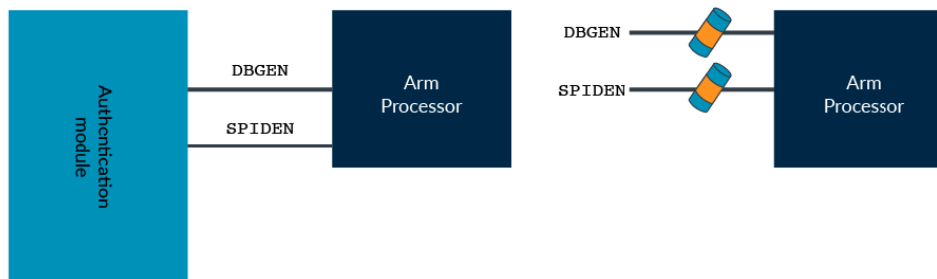 Authentication
module
DBGEN
SPIDEN
Arm
Processor
DBGEN
SPIDEN
Arm
Processor